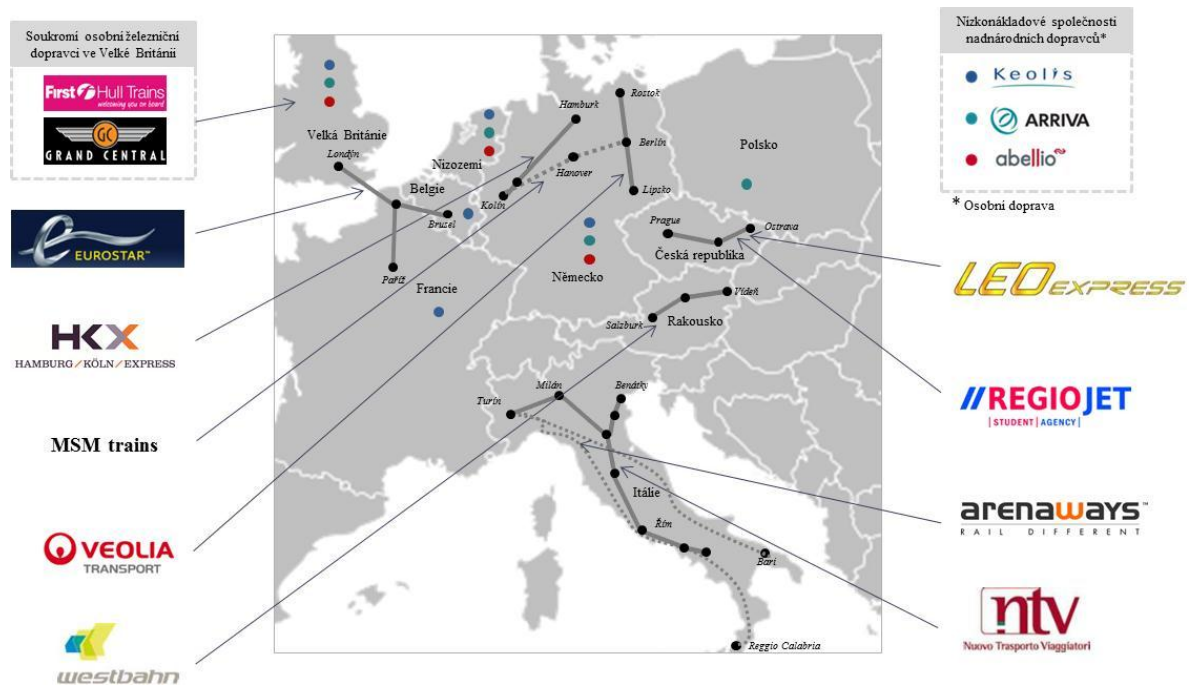 Soukromí osobní železniční
dopravci ve Velké Británii
First Hull Trains
welcoming you on board
GC
GRAND CENTRAL
EUROSTAR™
HKX
HAMBURG/KÖLN/EXPRESS
MSM trains
VEOLIA
TRANSPORT
westbahn
Velká Británie
Londýn
Nizozemí
Belgie
Brusel
Paříž
Francie
Hamburk
Rostok
Berlín
Hanover
Kolín
Lipsko
Polsko
Německo
Prague
Ostrava
Česká republika
Vídeň
Salzburk
Rakousko
Milán
Benátky
Turín
Itálie
Řím
Bari
Reggio Calabria
Nízkonákladové společnosti
nadnárodních dopravců*
Keolis
ARRIVA
abellio
* Osobní doprava
LEO EXPRESS
REGIOJET
|STUDENT|AGENCY|
arenaways™
RAIL DIFFERENT
ntv
Nuovo Trasporto Viaggiatori